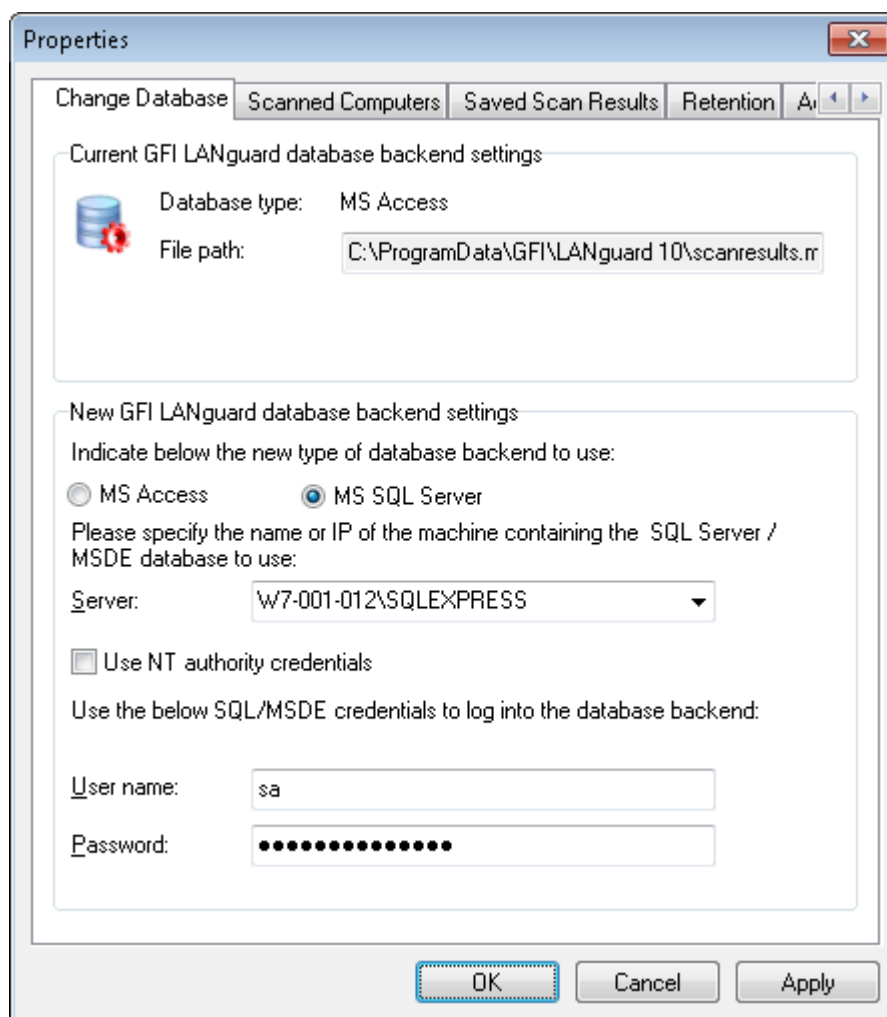 Properties
Change Database Scanned Computers Saved Scan Results Retention
Current GFI LANguard database backend settings
Database type: MS Access
File path: C:\ProgramData\GFI\LANguard 10\scanresults.m
New GFI LANguard database backend settings
Indicate below the new type of database backend to use:
MS Access MS SQL Server
Please specify the name or IP of the machine containing the SQL Server /
MSDE database to use:
Server: W7-001-012\SQLEXPRESS
Use NT authority credentials
Use the below SQL/MSDE credentials to log into the database backend:
User name: sa
Password: ●●●●●●●●●●●●●●
OK Cancel Apply